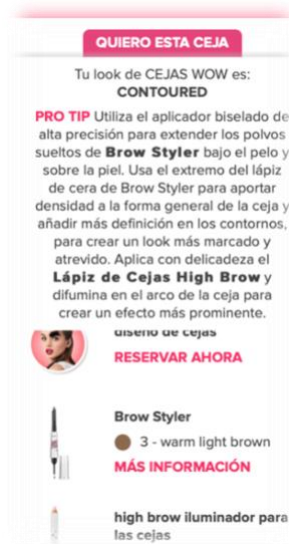 QUIERO ESTA CEJA
Tu look de CEJAS WOW es:
CONTOURED
PRO TIP Utiliza el aplicador biselado de
alta precisión para extender los polvos
sueltos de Brow Styler bajo el pelo y
sobre la piel. Usa el extremo del lápiz
de cera de Brow Styler para aportar
densidad a la forma general de la ceja y
añadir más definición en los contornos,
para crear un look más marcado y
atrevido. Aplica con delicadeza el
Lápiz de Cejas High Brow y
difumina en el arco de la ceja para
crear un efecto más prominente.
diseño de cejas
RESERVAR AHORA
Brow Styler
3 - warm light brown
MÁS INFORMACIÓN
high brow iluminador para
las cejas